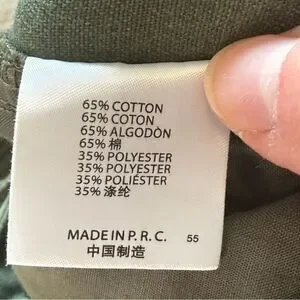 65% COTTON
65% COTON
65% ALGODÓN
65% 棉
35% POLYESTER
35% POLYESTER
35% POLIÉSTER
35% 涤纶
MADE IN P. R. C. 55
中国制造